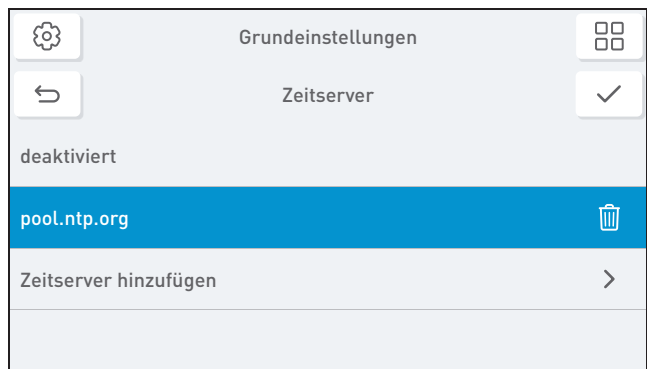 Grundeinstellungen
Zeitserver
deaktiviert
pool.ntp.org
Zeitserver hinzufügen